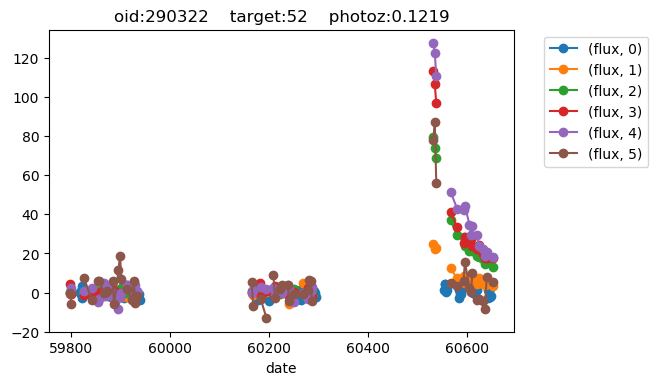 oid:290322    target:52    photoz:0.1219
120
100
80
60
40
20
0
−20
59800
60000
60200
60400
60600
date
(flux, 0)
(flux, 1)
(flux, 2)
(flux, 3)
(flux, 4)
(flux, 5)